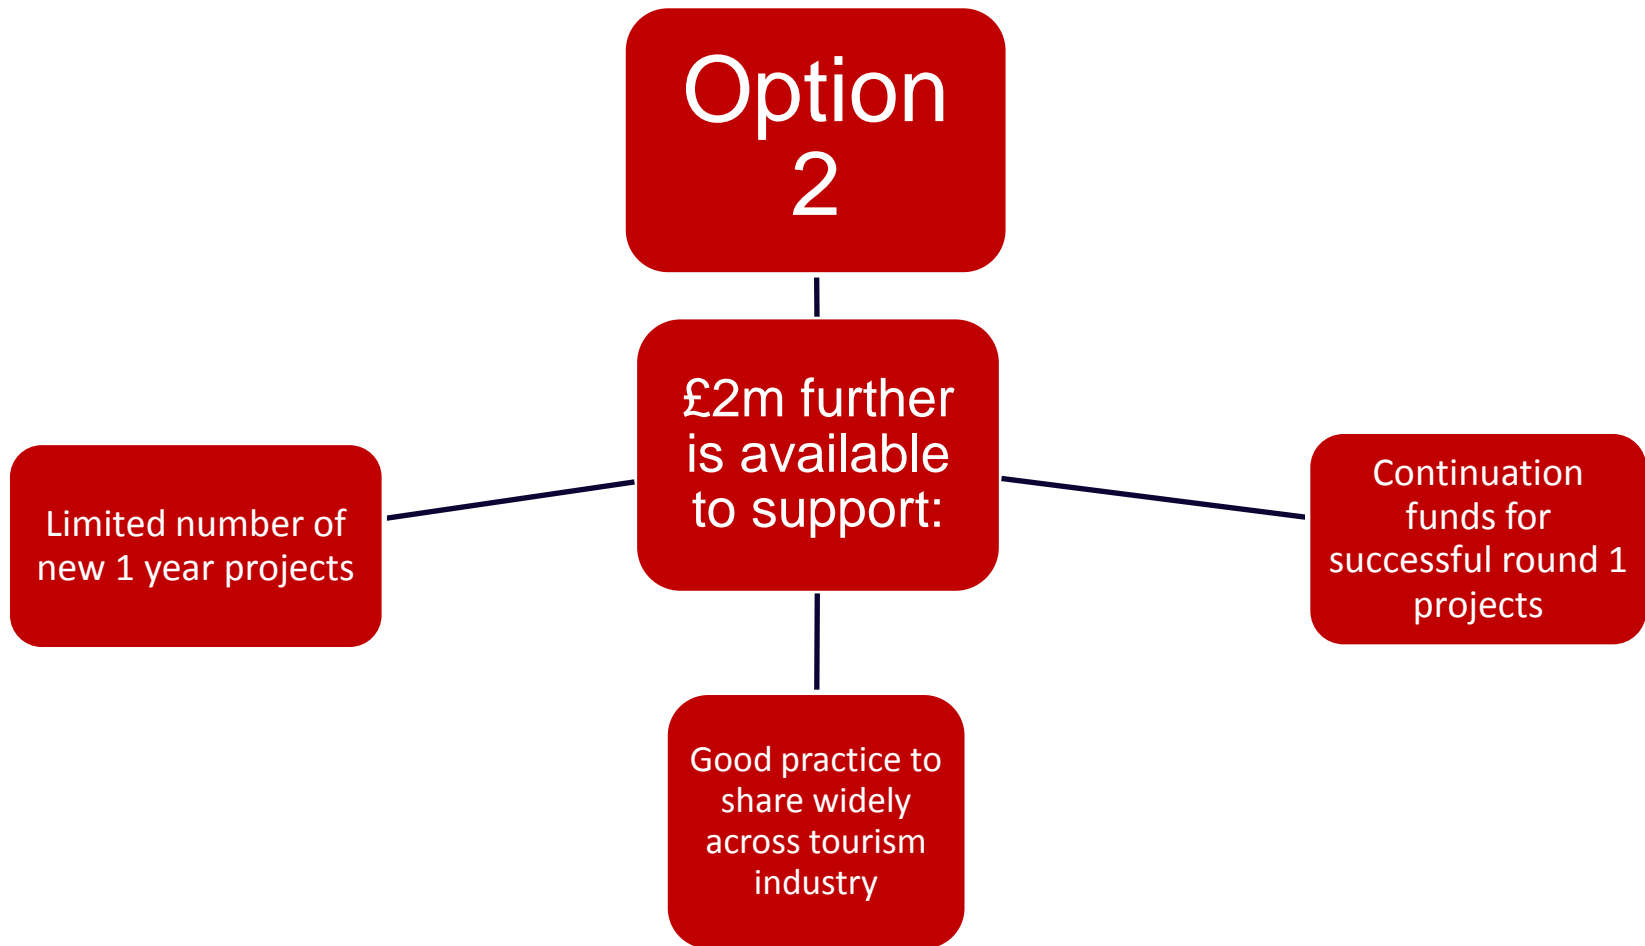 Option
2
£2m further
is available
to support:
Limited number of
new 1 year projects
Continuation
funds for
successful round 1
projects
Good practice to
share widely
across tourism
industry